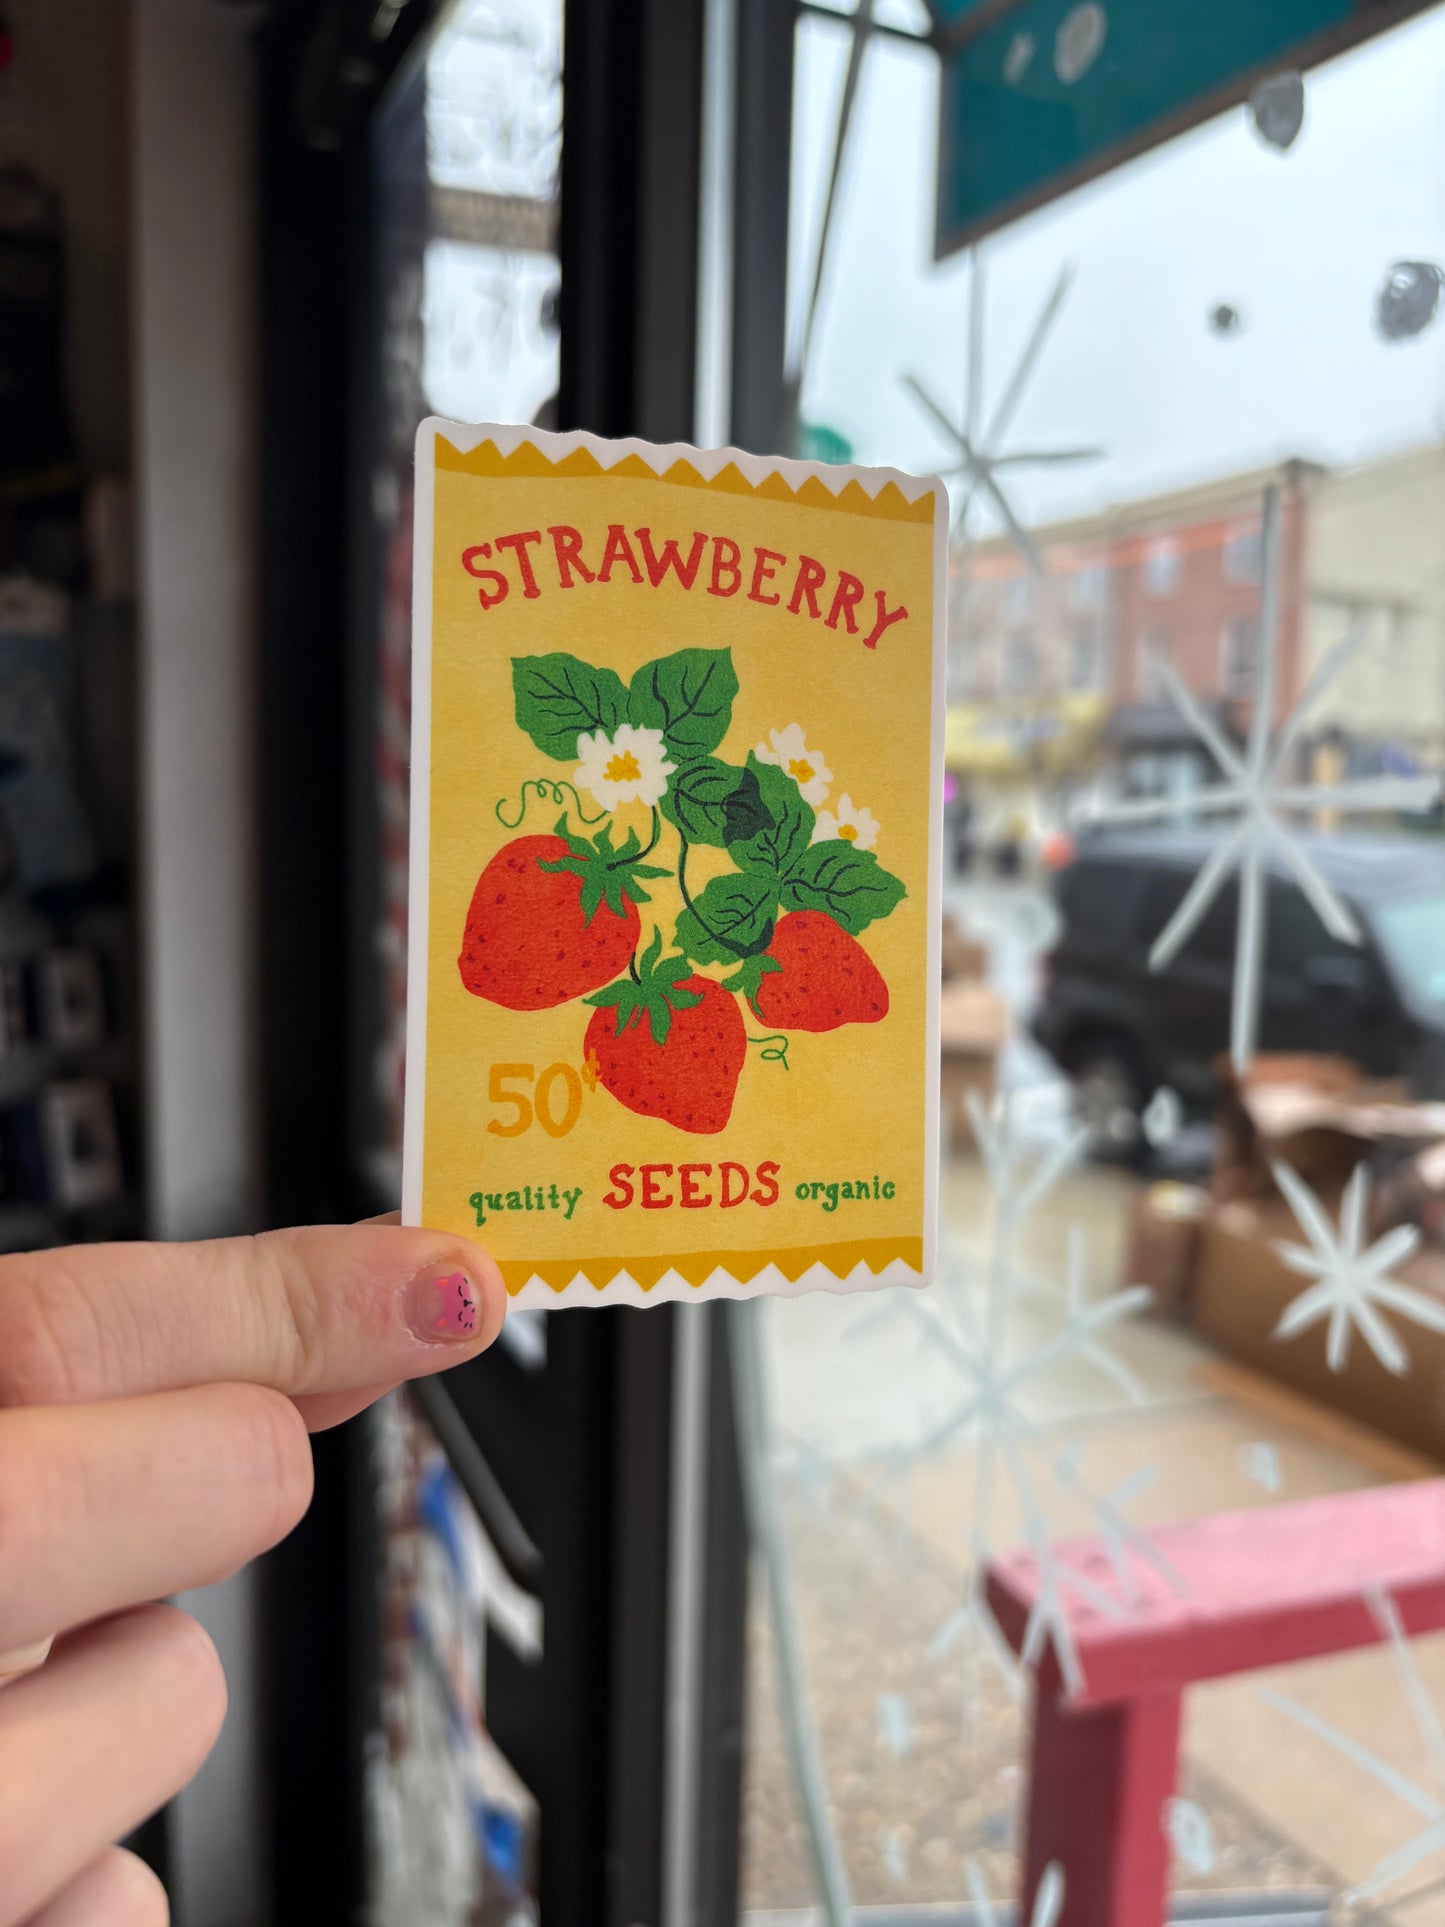 STRAWBERRY
50¢
quality SEEDS organic